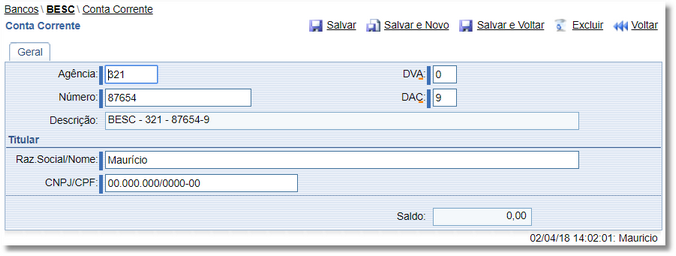 Bancos \ BESC \ Conta Corrente
Conta Corrente Salvar Salvar e Novo Salvar e Voltar Excluir Voltar
Geral
Agência: 321 DVA: 0
Número: 87654 DAC: 9
Descrição: BESC - 321 - 87654-9
Titular
Raz.Social/Nome: Maurício
CNPJ/CPF: 00.000.000/0000-00
Saldo: 0,00
02/04/18 14:02:01: Mauricio